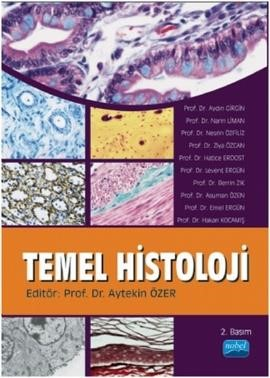 Prof. Dr. Aydın GİRGİN
Prof. Dr. Narin LİMAN
Prof. Dr. Nesrin ÖZFİLİZ
Prof. Dr. Ziya ÖZCAN
Prof. Dr. Hatice ERDOST
Prof. Dr. Levent ERGÜN
Prof. Dr. Berrin ZIK
Prof. Dr. Asuman ÖZEN
Prof. Dr. Emel ERGÜN
Prof. Dr. Hakan KOCAMIŞ
TEMEL HİSTOLOJİ
Editör: Prof. Dr. Aytekin ÖZER
2. Basım
nobel